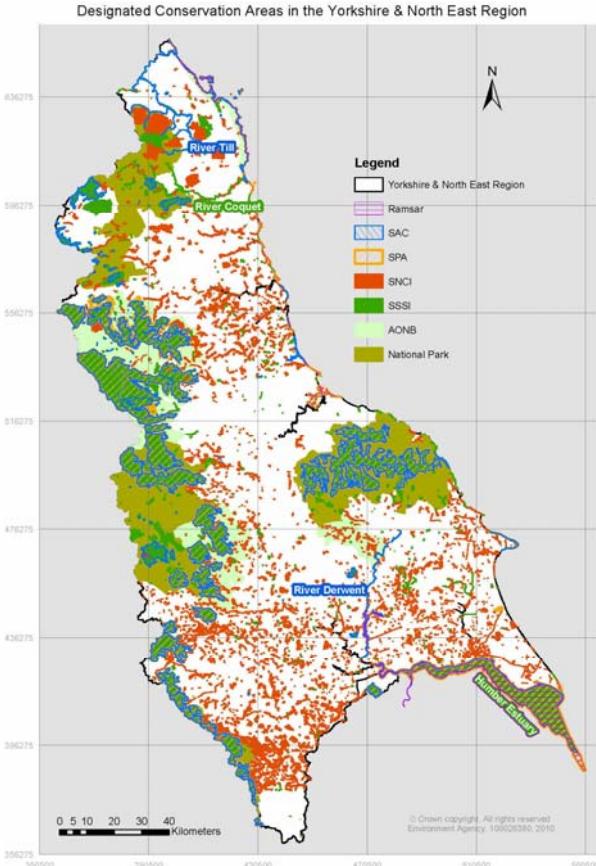 Designated Conservation Areas in the Yorkshire & North East Region
N
636275
River Till
Legend
Yorkshire & North East Region
596275
River Coquet
Ramsar
SAC
SPA
SNCI
556275
SSSI
AONB
National Park
516275
476275
River Derwent
436275
Humber Estuary
396275
0 5 10 20 30 40
Kilometers
© Crown copyright. All rights reserved
Environment Agency, 100026380, 2010
356275